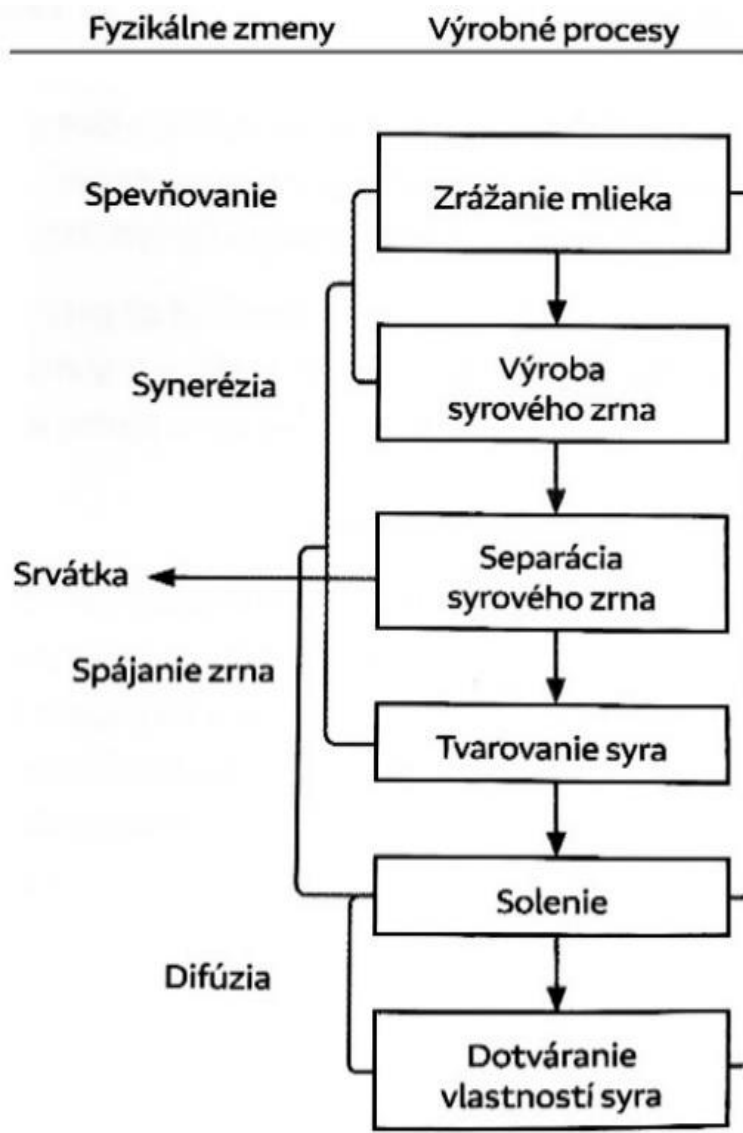 Fyzikálne zmeny
Výrobné procesy
Spevňovanie
Zrážanie mlieka
Synerézia
Výroba
syrového zrna
Srvátka
Separácia
syrového zrna
Spájanie zrna
Tvarovanie syra
Solenie
Difúzia
Dotváranie
vlastností syra